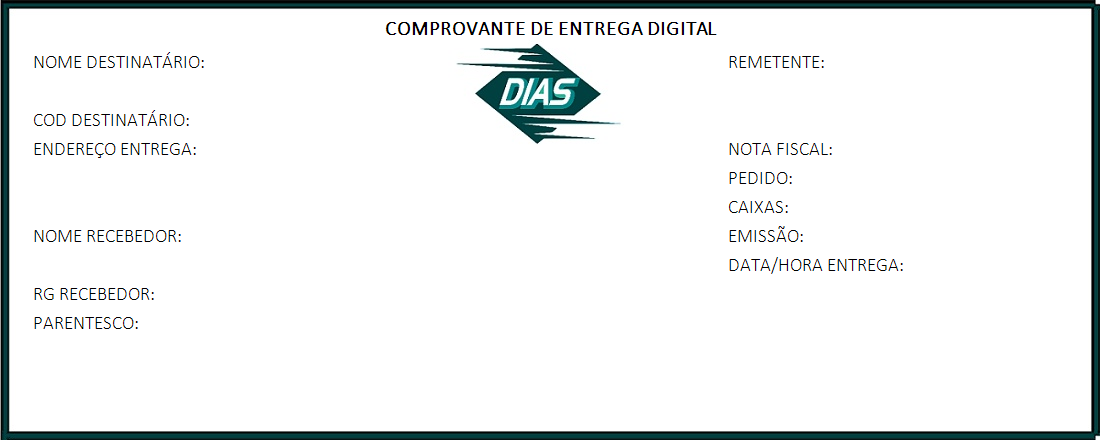 COMPROVANTE DE ENTREGA DIGITAL
NOME DESTINATÁRIO:
DIAS
REMETENTE:
COD DESTINATÁRIO:
ENDEREÇO ENTREGA:
NOTA FISCAL:
PEDIDO:
CAIXAS:
NOME RECEBEDOR:
EMISSÃO:
DATA/HORA ENTREGA:
RG RECEBEDOR:
PARENTESCO: